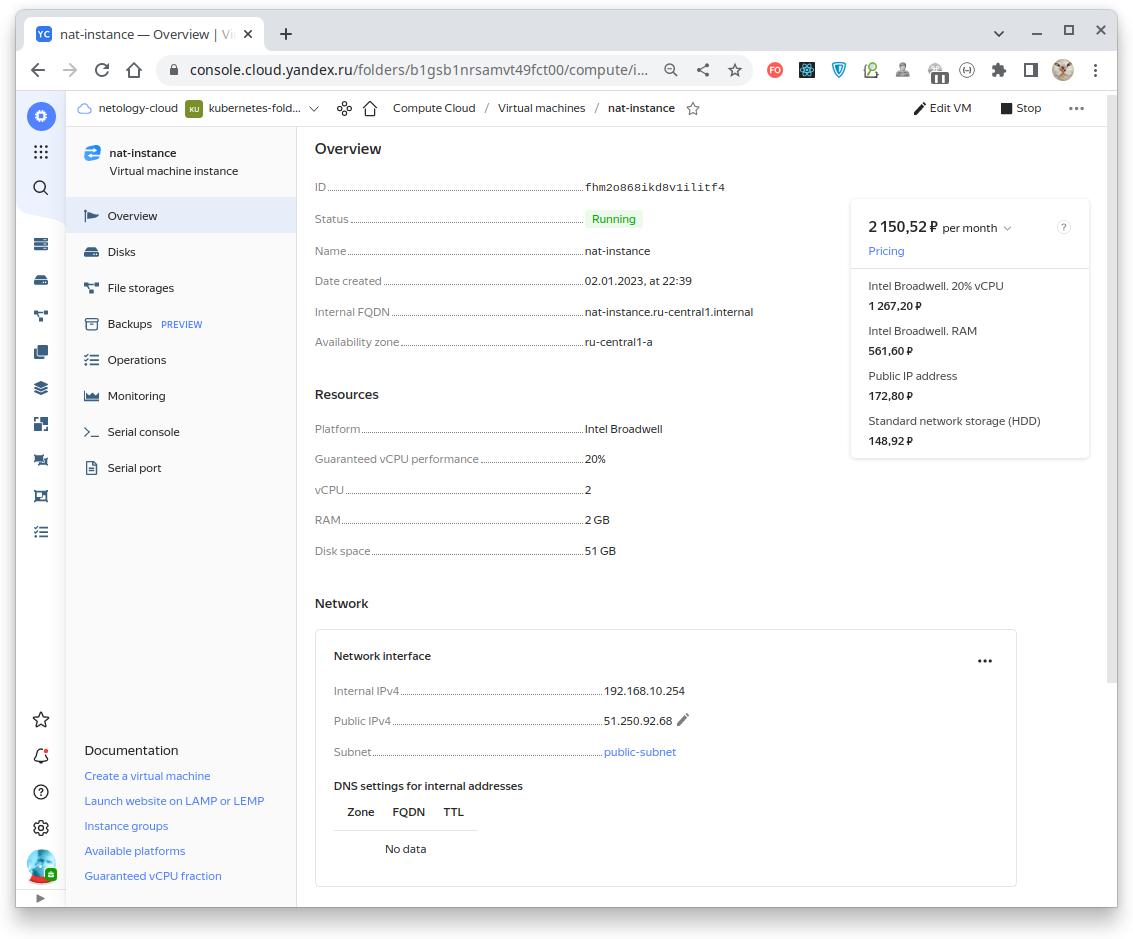 YC nat-instance — Overview | Vi
console.cloud.yandex.ru/folders/b1gsb1nrsamvt49fct00/compute/i...
FO
netology-cloud KU kubernetes-fold... Compute Cloud / Virtual machines / nat-instance Edit VM Stop
nat-instance
Virtual machine instance
Overview
Disks
File storages
Backups PREVIEW
Operations
Monitoring
Serial console
Serial port
Documentation
Create a virtual machine
Launch website on LAMP or LEMP
Instance groups
Available platforms
Guaranteed vCPU fraction
Overview
ID fhm2o868ikd8v1ilitf4
Status Running
Name nat-instance
Date created 02.01.2023, at 22:39
Internal FQDN nat-instance.ru-central1.internal
Availability zone ru-central1-a
Resources
Platform Intel Broadwell
Guaranteed vCPU performance 20%
vCPU 2
RAM 2 GB
Disk space 51 GB
Network
Network interface
Internal IPv4 192.168.10.254
Public IPv4 51.250.92.68
Subnet public-subnet
DNS settings for internal addresses
Zone FQDN TTL
No data
2 150,52 ₽ per month ?
Pricing
Intel Broadwell. 20% vCPU
1 267,20 ₽
Intel Broadwell. RAM
561,60 ₽
Public IP address
172,80 ₽
Standard network storage (HDD)
148,92 ₽